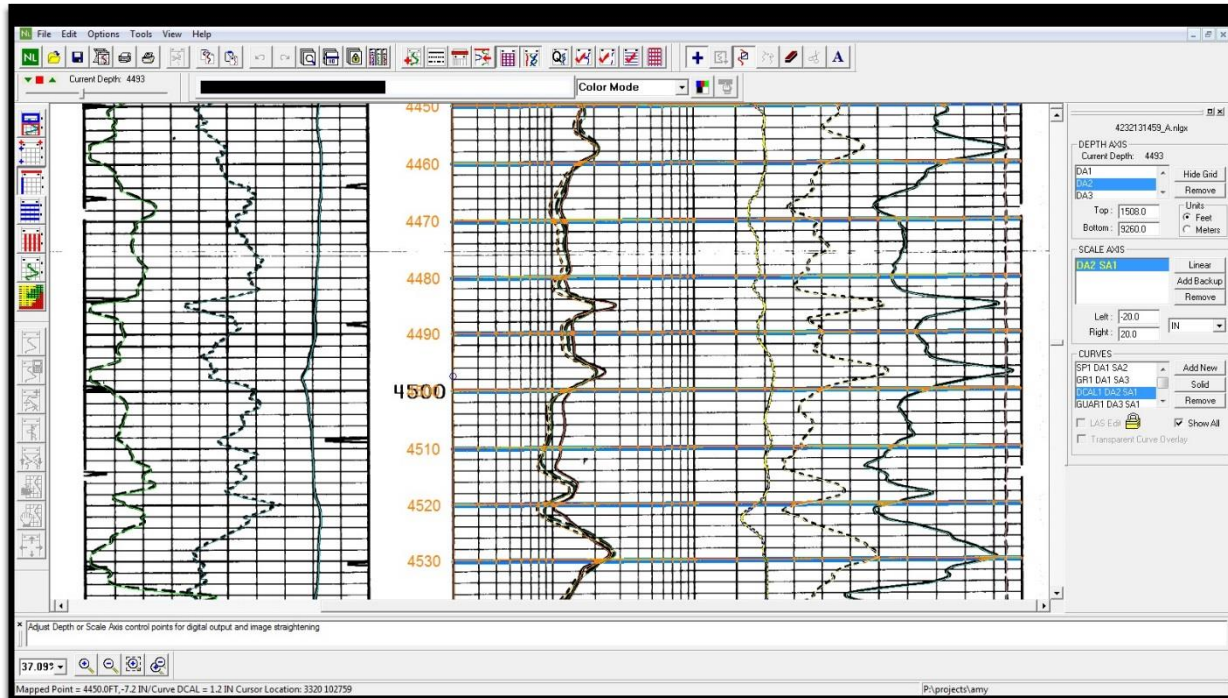 NL File Edit Options Tools View Help
NL A
Current Depth: 4493
Color Mode
4450
4460
4470
4480
4490
4500
4500
4510
4520
4530
4232131459_A.nlgx
DEPTH AXIS
Current Depth: 4493
DA1
DA2
DA3
Hide Grid
Remove
Top : 1508.0
Bottom : 9260.0
Units
Feet
Meters
SCALE AXIS
DA2 SA1
Linear
Add Backup
Remove
Left : -20.0
Right : 20.0
IN
CURVES
SP1 DA1 SA2
GR1 DA1 SA3
DCAL1 DA2 SA1
GUAR1 DA3 SA1
Add New
Solid
Remove
LAS Edit
Show All
Transparent Curve Overlay
Adjust Depth or Scale Axis control points for digital output and image straightening
37.09%
Mapped Point = 4450.0FT,-7.2 IN/Curve DCAL = 1.2 IN Cursor Location: 3320 102759
P:\projects\amy